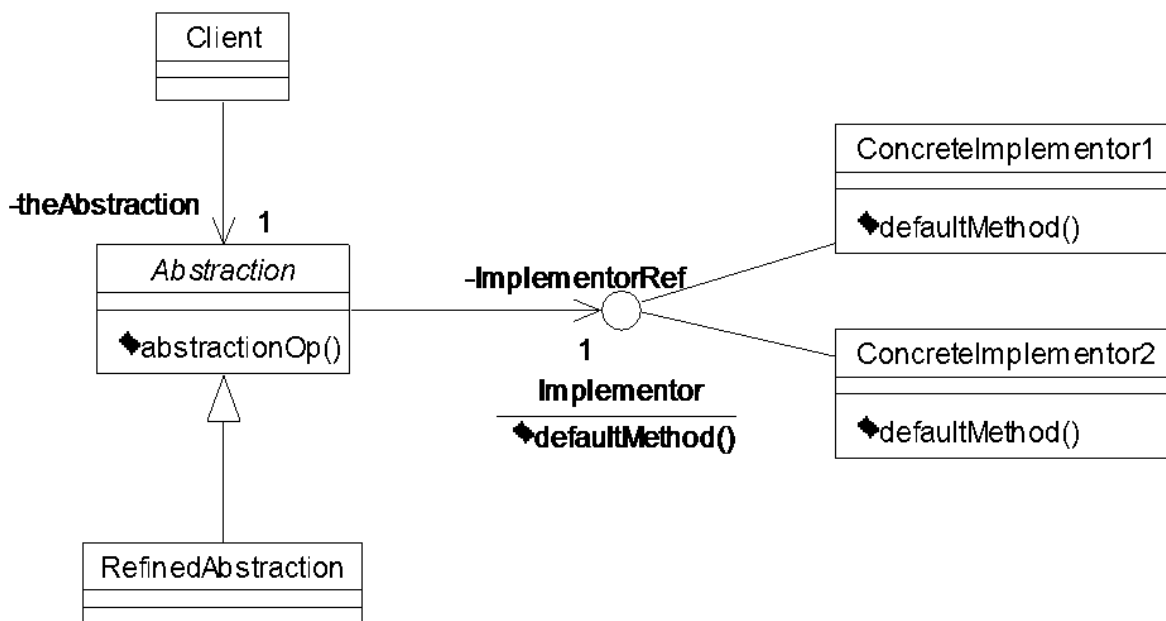 Client
-theAbstraction
1
Abstraction
abstractionOp()
RefinedAbstraction
-ImplementorRef
1
Implementor
defaultMethod()
ConcreteImplementor1
defaultMethod()
ConcreteImplementor2
defaultMethod()